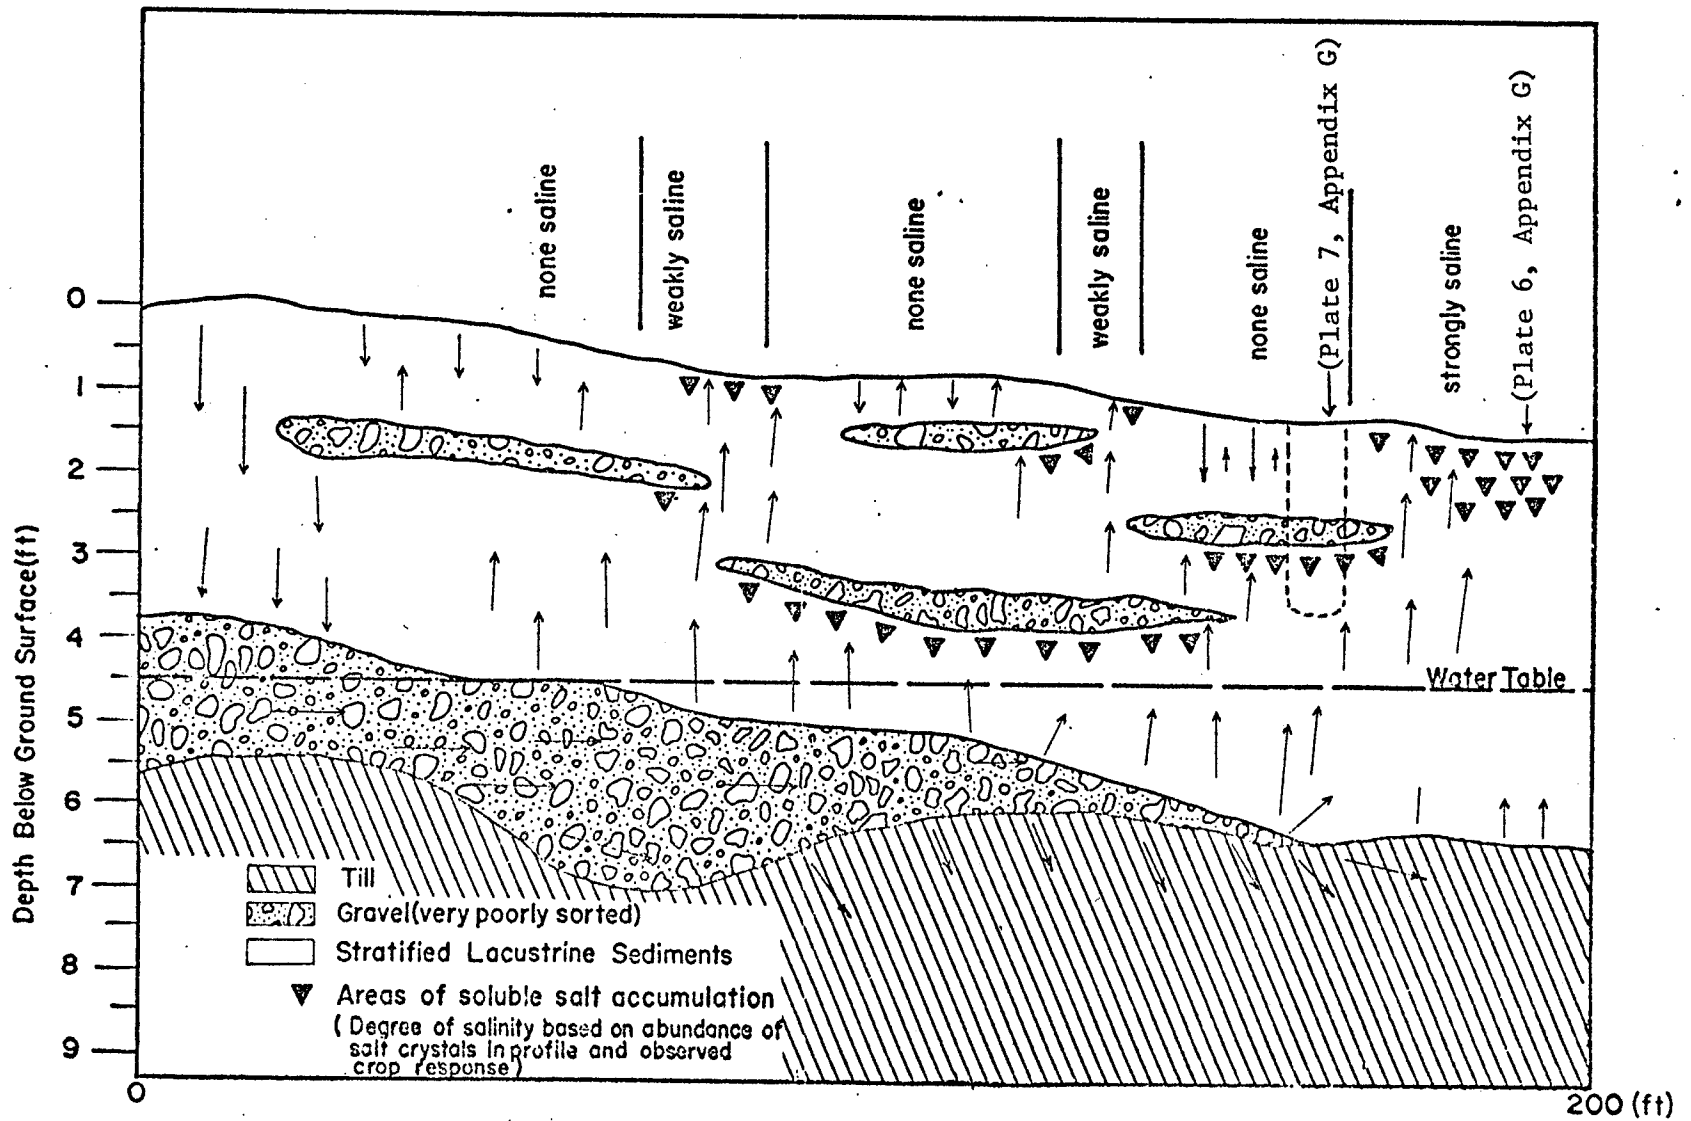 none saline
weakly saline
none saline
weakly saline
none saline
(Plate 7, Appendix G)
strongly saline
(Plate 6, Appendix G)
Depth Below Ground Surface(ft)
0
1
2
3
4
5
6
7
8
9
Water Table
Till
Gravel(very poorly sorted)
Stratified Lacustrine Sediments
Areas of soluble salt accumulation
( Degree of salinity based on abundance of
salt crystals in profile and observed
crop response)
0
200 (ft)